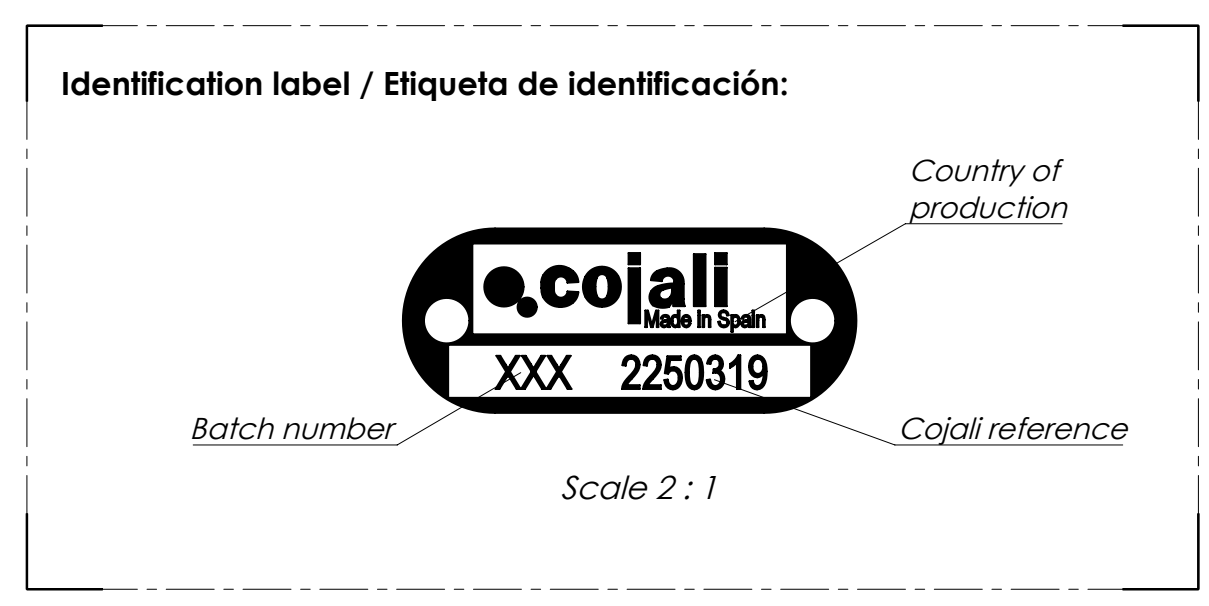 Identification label / Etiqueta de identificación:
Country of
production
cojali
Made in Spain
XXX 2250319
Batch number
Cojali reference
Scale 2 : 1